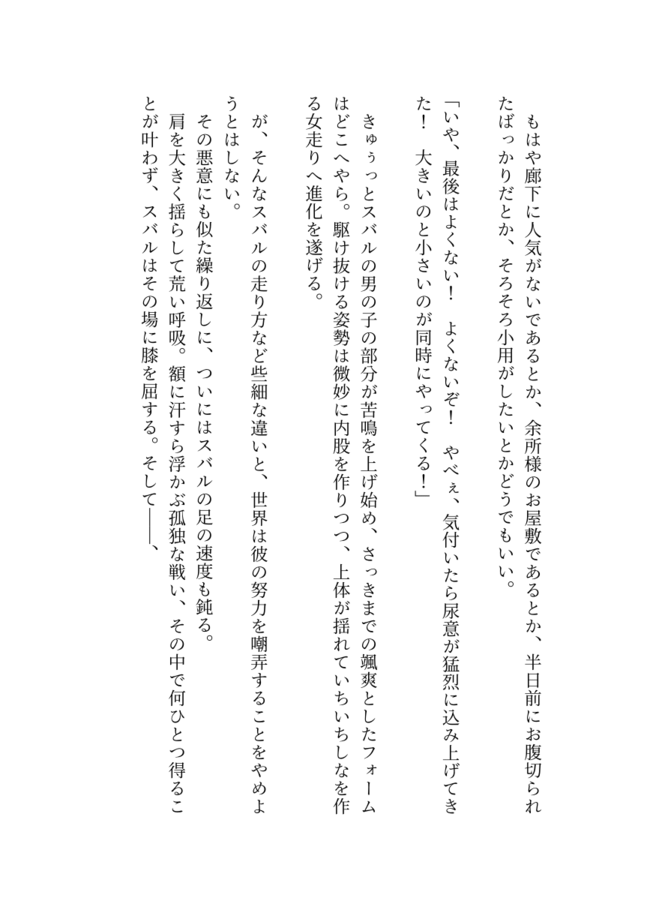 もはや廊下に人気がないであるとか、余所様のお屋敷であるとか、半日前にお腹切られ
たばっかりだとか、そろそろ小用がしたいとかどうでもいい。
「いや、最後はよくない！　よくないぞ！　やべぇ、気付いたら尿意が猛烈に込み上げてき
た！　大きいのと小さいのが同時にやってくる！」
　きゅぅっとスバルの男の子の部分が苦鳴を上げ始め、さっきまでの颯爽としたフォーム
はどこへやら。駆け抜ける姿勢は微妙に内股を作りつつ、上体が揺れていちいちしなを作
る女走りへ進化を遂げる。
　が、そんなスバルの走り方など些細な違いと、世界は彼の努力を嘲弄することをやめよ
うとはしない。
　その悪意にも似た繰り返しに、ついにはスバルの足の速度も鈍る。
　肩を大きく揺らして荒い呼吸。額に汗すら浮かぶ孤独な戦い、その中で何ひとつ得るこ
とが叶わず、スバルはその場に膝を屈する。そして――、